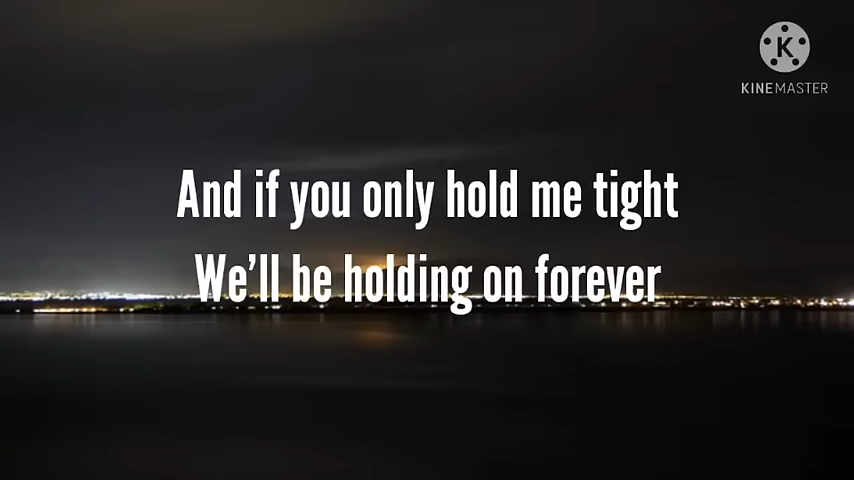 K
KINEMASTER
And if you only hold me tight
We’ll be holding on forever